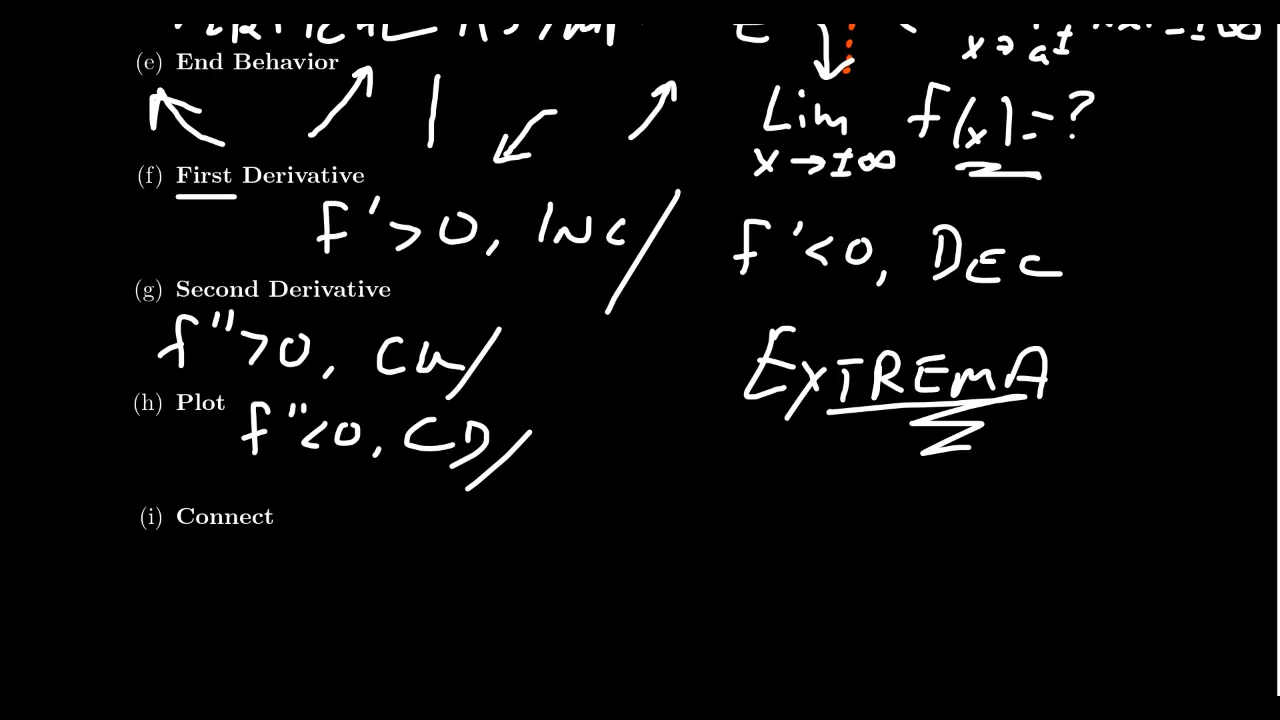 (e) End Behavior
x → a±
Lim f(x) = ?
x → ±∞
(f) First Derivative
f' > 0, INC
f' < 0, DEC
(g) Second Derivative
f'' > 0, CU
EXTREMA
(h) Plot
f'' < 0, CD
(i) Connect